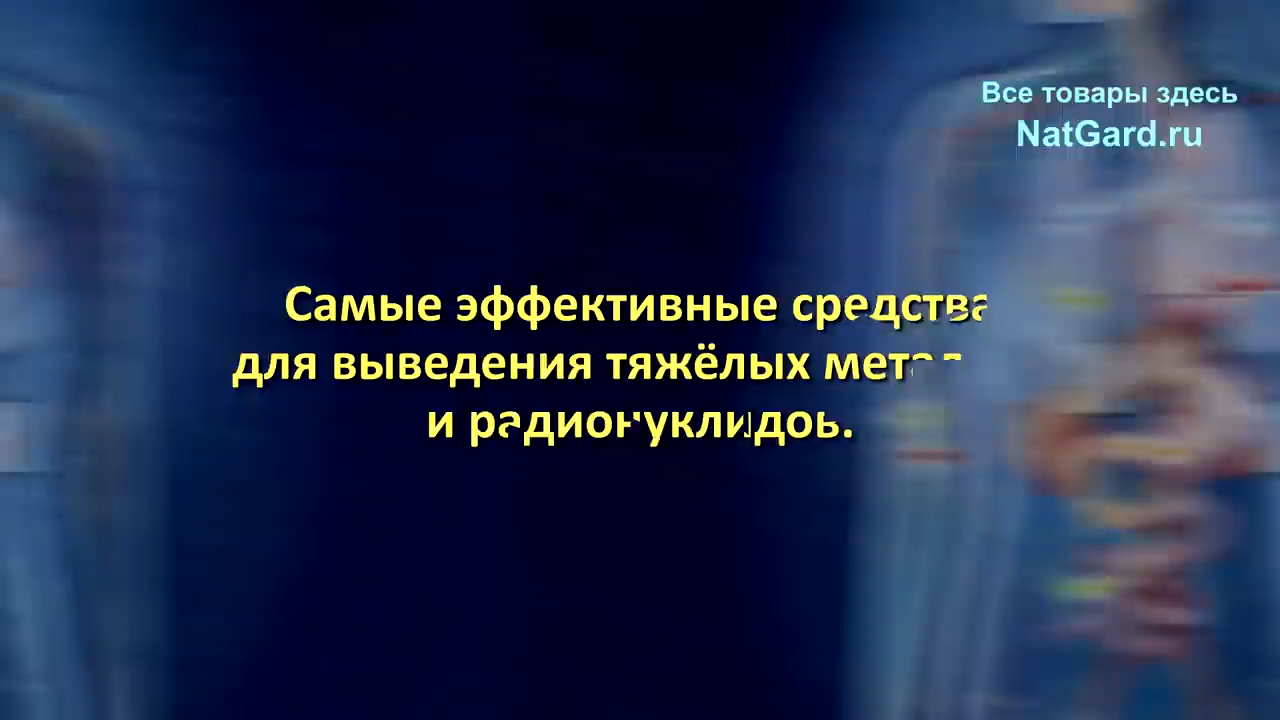 Все товары здесь
NatGard.ru
Самые эффективные средства
для выведения тяжёлых
и радионуклидов.